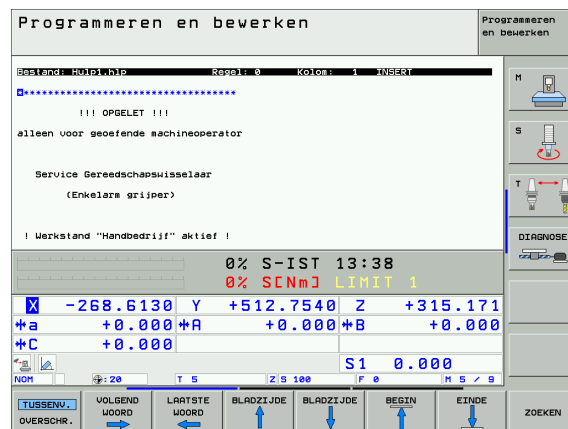 Programmeren en bewerken
Programmeren
en bewerken
Bestand: Hulp1.hlp Regel: 0 Kolom: 1 INSERT
************************************
!!! OPGELET !!!
alleen voor geoefende machineoperator
Service Gereedschapswisselaar
(Enkelarm grijper)
! Werkstand "Handbedrijf" aktief !
0% S-IST 13:38
0% S[Nm] LIMIT 1
X -268.6130 Y +512.7540 Z +315.171
*a +0.000 *A +0.000 *B +0.000
*C +0.000
S1 0.000
NOM :20 T 5 Z S 100 F 0 M 5 / 9
M
S
T
DIAGNOSE
TUSSENV.
OVERSCHR.
VOLGEND
WOORD
LAATSTE
WOORD
BLADZIJDE
BLADZIJDE
BEGIN
EINDE
ZOEKEN